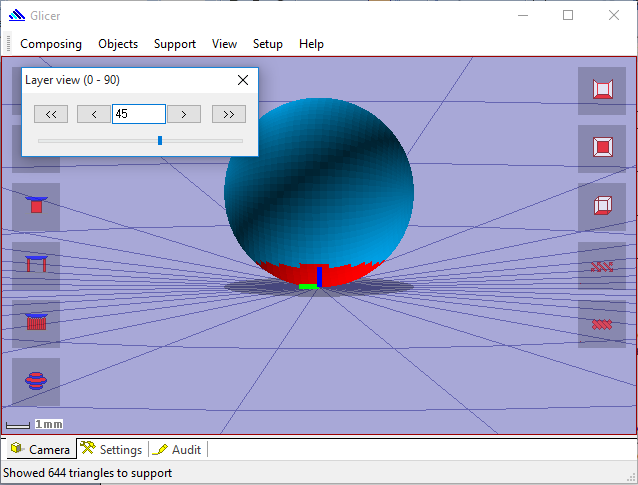 Glicer
Composing Objects Support View Setup Help
Layer view (0 - 90)
<< < 45 > >>
1mm
Camera Settings Audit
Showed 644 triangles to support